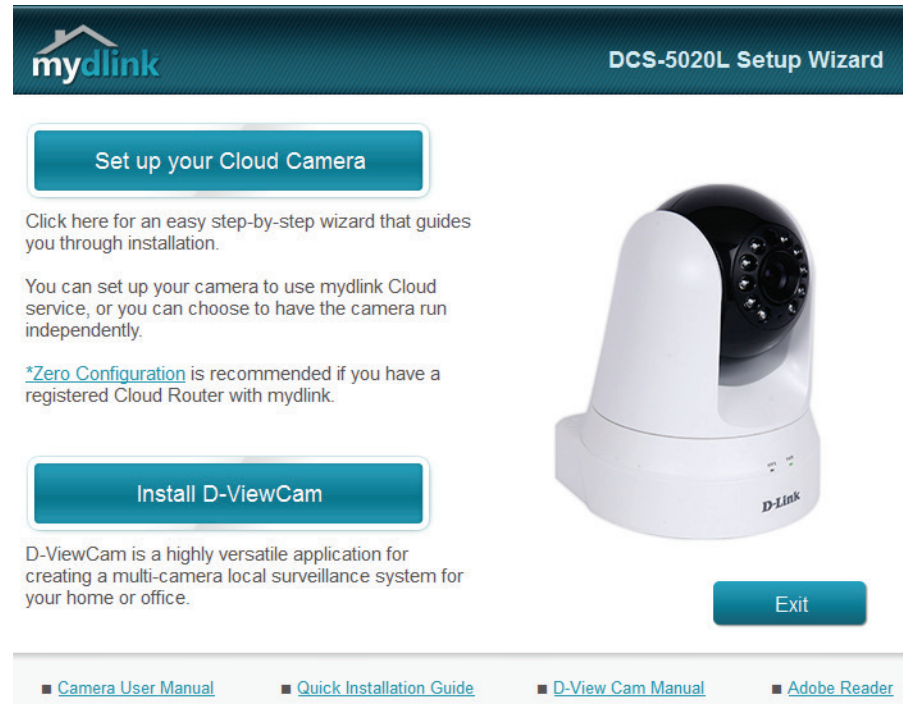 mydlink
DCS-5020L Setup Wizard
Set up your Cloud Camera
Click here for an easy step-by-step wizard that guides
you through installation.
You can set up your camera to use mydlink Cloud
service, or you can choose to have the camera run
independently.
*Zero Configuration is recommended if you have a
registered Cloud Router with mydlink.
Install D-ViewCam
D-ViewCam is a highly versatile application for
creating a multi-camera local surveillance system for
your home or office.
D-Link
Exit
Camera User Manual
Quick Installation Guide
D-View Cam Manual
Adobe Reader